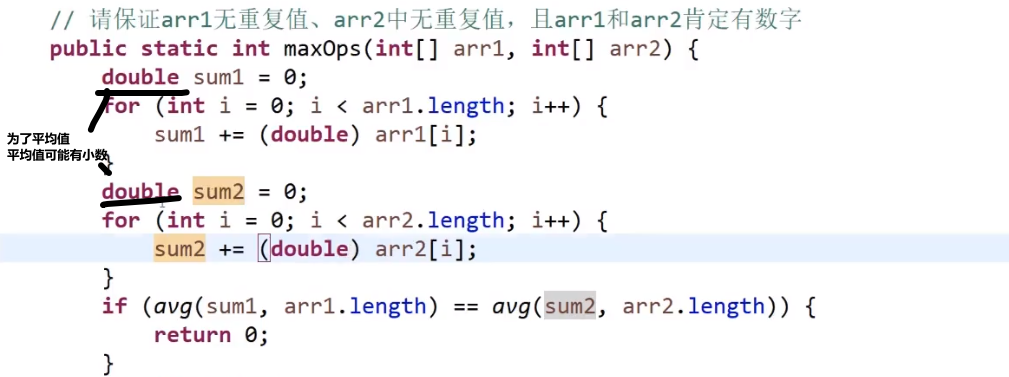 // 请保证arr1无重复值、arr2中无重复值，且arr1和arr2肯定有数字
public static int maxOps(int[] arr1, int[] arr2) {
double sum1 = 0;
for (int i = 0; i < arr1.length; i++) {
sum1 += (double) arr1[i];
为了平均值
平均值可能有小数
}
double sum2 = 0;
for (int i = 0; i < arr2.length; i++) {
sum2 += (double) arr2[i];
}
if (avg(sum1, arr1.length) == avg(sum2, arr2.length)) {
return 0;
}